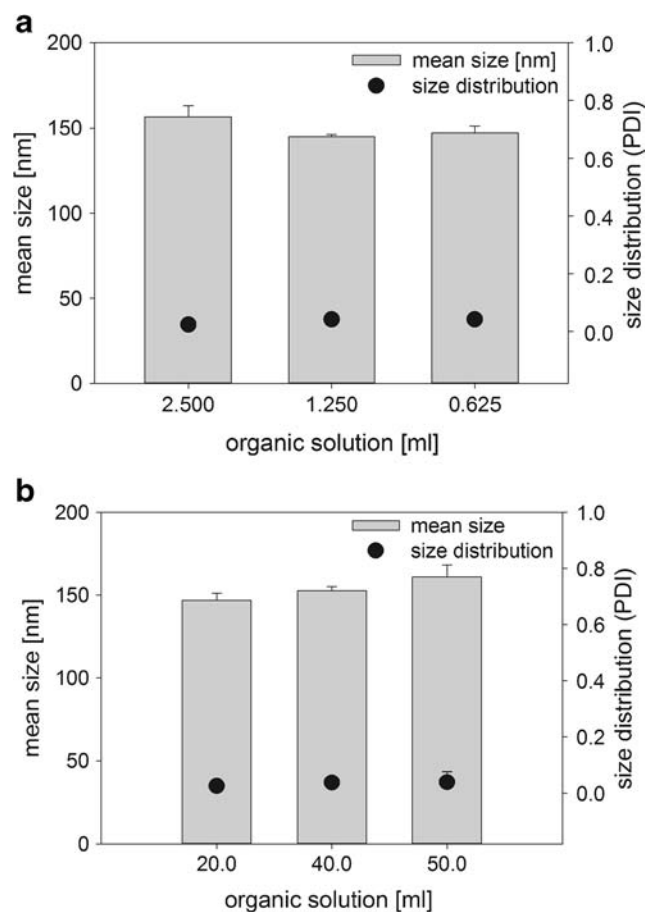 a
200
150
100
50
0
mean size [nm]
mean size [nm]
size distribution
1.0
0.8
0.6
0.4
0.2
0.0
size distribution (PDI)
2.500 1.250 0.625
organic solution [ml]
b
200
150
100
50
0
mean size [nm]
mean size
size distribution
1.0
0.8
0.6
0.4
0.2
0.0
size distribution (PDI)
20.0 40.0 50.0
organic solution [ml]